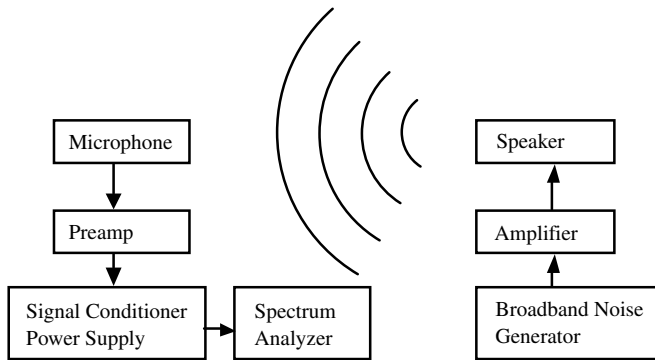 Microphone
Speaker
Preamp
Amplifier
Signal Conditioner
Power Supply
Spectrum
Analyzer
Broadband Noise
Generator